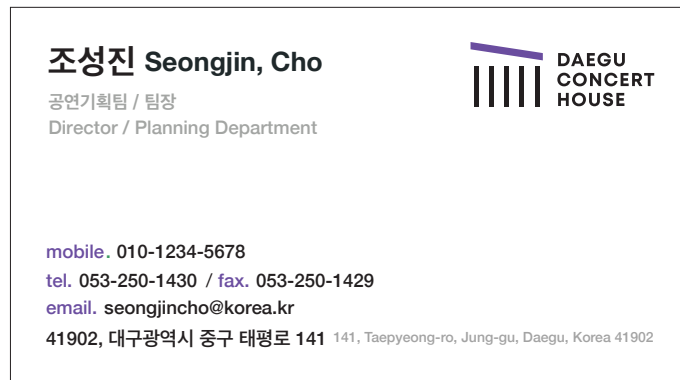 조성진 Seongjin, Cho
공연기획팀 / 팀장
Director / Planning Department
DAEGU
CONCERT
HOUSE
mobile. 010-1234-5678
tel. 053-250-1430 / fax. 053-250-1429
email. seongjincho@korea.kr
41902, 대구광역시 중구 태평로 141 141, Taepyeong-ro, Jung-gu, Daegu, Korea 41902